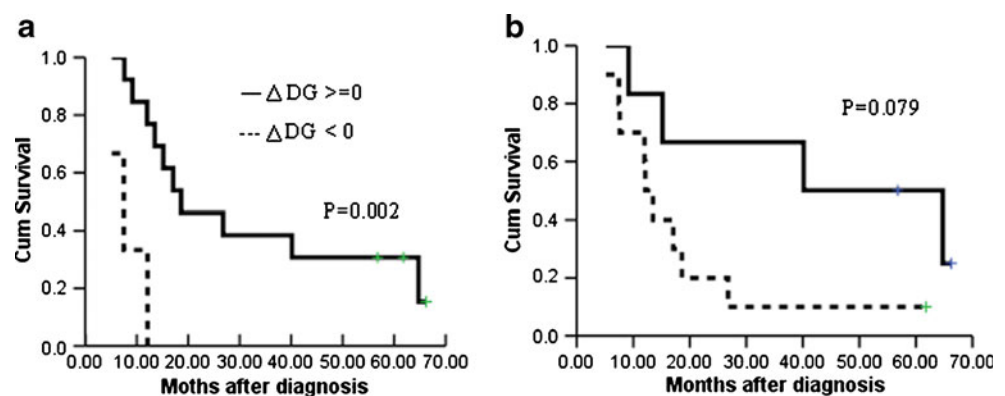 a
1.0
0.8
0.6
0.4
0.2
0.0
Cum Survival
△ DG >=0
△ DG < 0
P=0.002
0.00 10.00 20.00 30.00 40.00 50.00 60.00 70.00
Moths after diagnosis
b
1.0
0.8
0.6
0.4
0.2
0.0
Cum Survival
P=0.079
0.00 10.00 20.00 30.00 40.00 50.00 60.00 70.00
Months after diagnosis